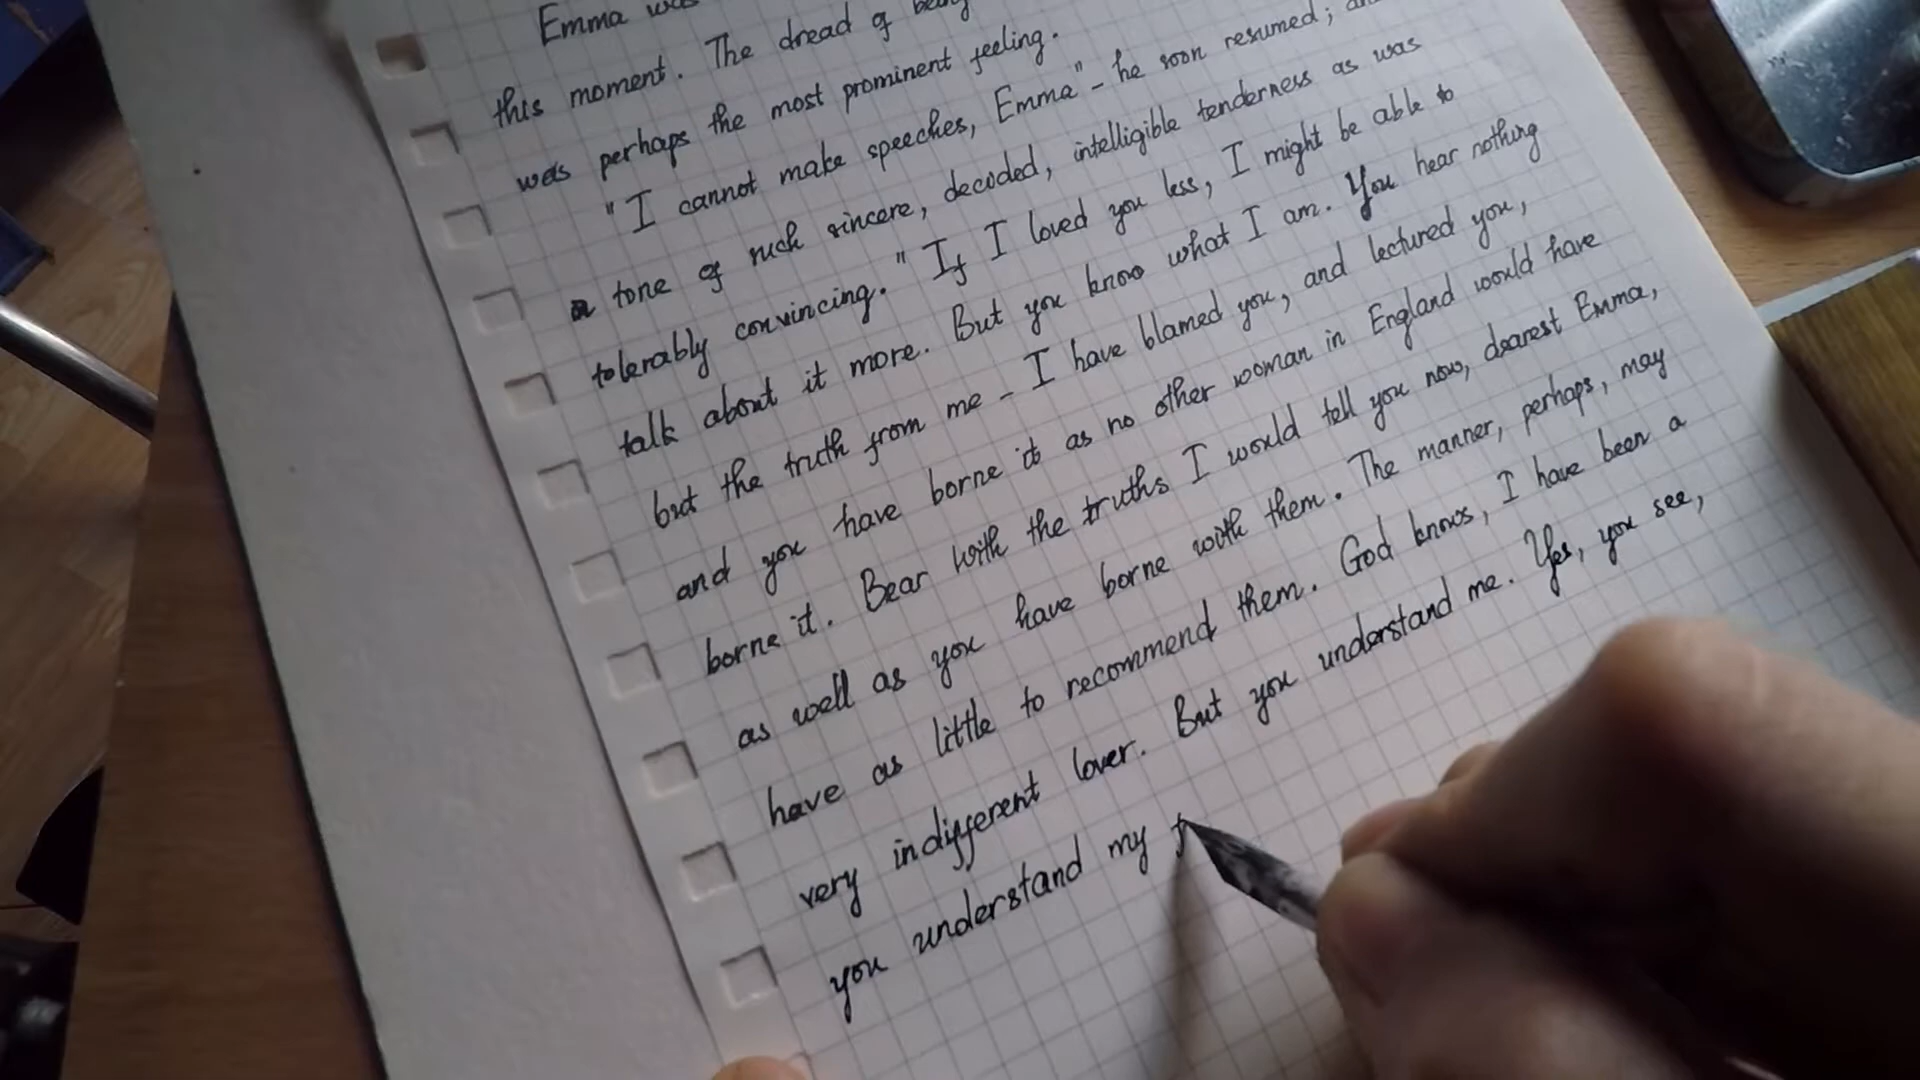 Emma was
this moment. The dread of being
was perhaps the most prominent feeling.
"I cannot make speeches, Emma" - he soon resumed;
a tone of such sincere, decoded, intelligible tenderness as was
tolerably convincing. "If I loved you less, I might be able to
talk about it more. But you know what I am. You hear nothing
but the truth from me - I have blamed you, and lectured you,
and you have borne it as no other woman in England would have
borne it. Bear with the truths I would tell you now, dearest Emma,
as well as you have borne with them. The manner, perhaps, may
have as little to recommend them. God knows, I have been a
very indifferent lover. But you understand me. Yes, you see,
you understand my f